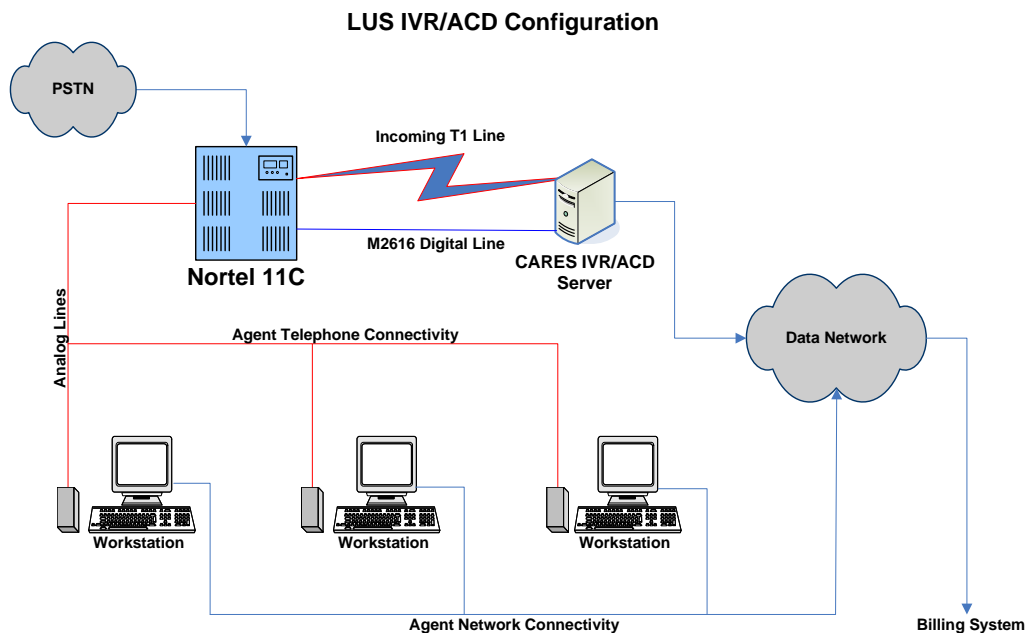 LUS IVR/ACD Configuration
PSTN
Incoming T1 Line
M2616 Digital Line
Nortel 11C
CARES IVR/ACD
Server
Analog Lines
Agent Telephone Connectivity
Data Network
Workstation
Workstation
Workstation
Agent Network Connectivity
Billing System